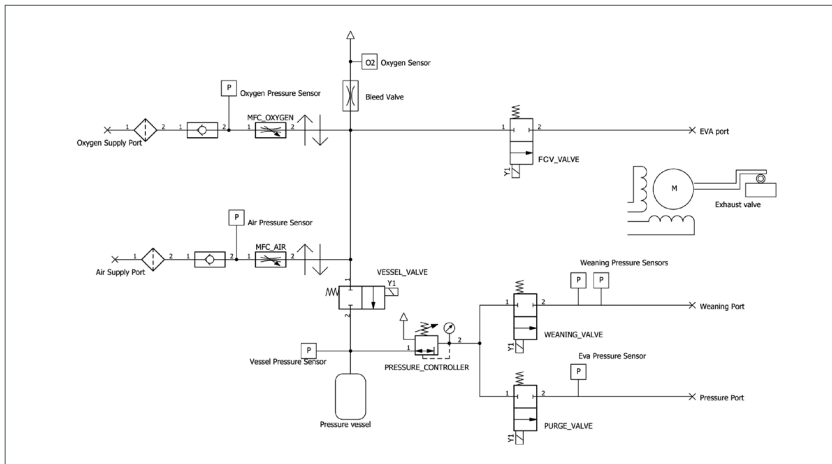 O2 Oxygen Sensor
P Oxygen Pressure Sensor
Bleed Valve
MFC_OXYGEN
1 2 1 2 1 2
Oxygen Supply Port
1 2 EVA port
FCV_VALVE
Y1
M
Exhaust valve
P Air Pressure Sensor
MFC_AIR
1 2 1 2 1 2
Air Supply Port
1
VESSEL_VALVE
Y1
2
Weaning Pressure Sensors
P P
1 2 Weaning Port
WEANING_VALVE
Y1
P
Vessel Pressure Sensor
1 2
PRESSURE_CONTROLLER
Eva Pressure Sensor
P
1 2 Pressure Port
PURGE_VALVE
Y1
Pressure vessel